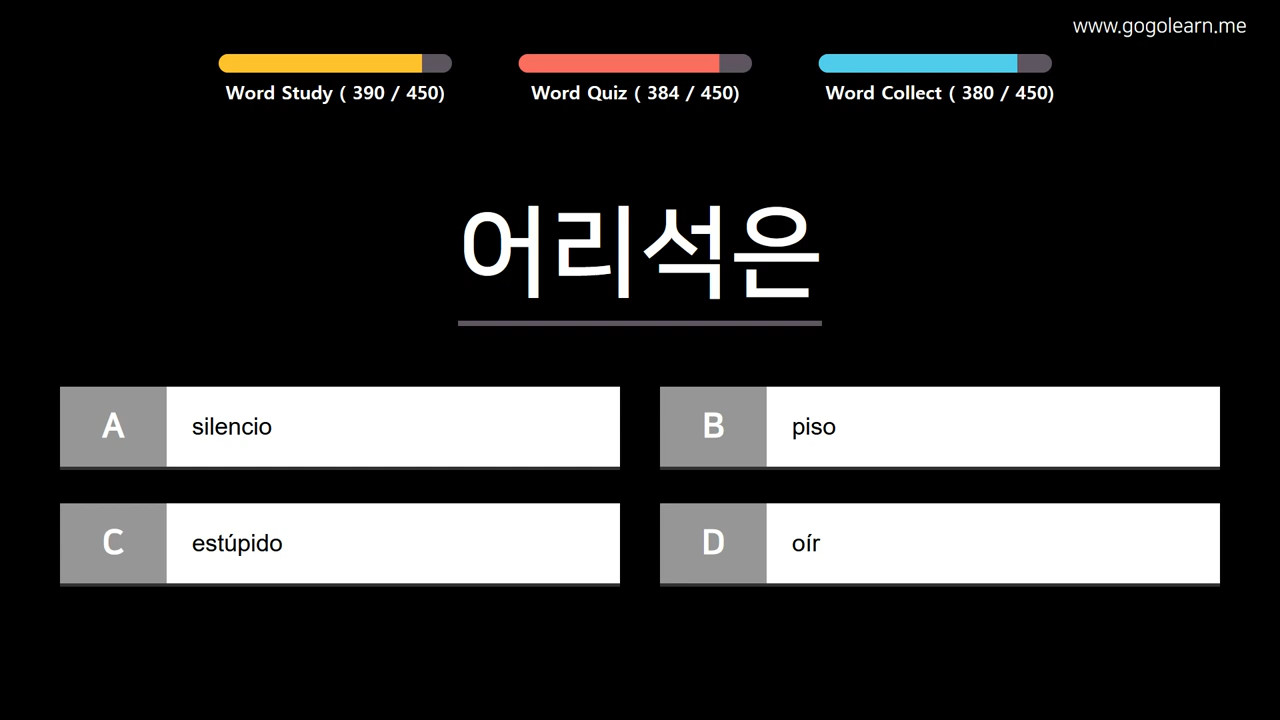 www.gogolearn.me
Word Study ( 390 / 450)
Word Quiz ( 384 / 450)
Word Collect ( 380 / 450)
어리석은
A silencio
B piso
C estúpido
D oír